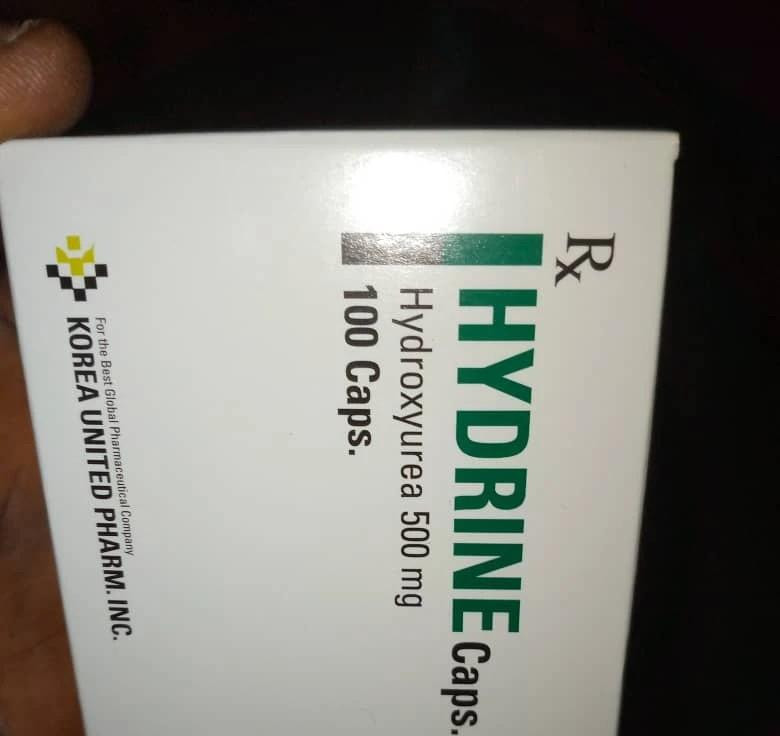 Rx
HYDRINE Caps.
Hydroxyurea 500 mg
100 Caps.
For the Best Global Pharmaceutical Company
KOREA UNITED PHARM. INC.